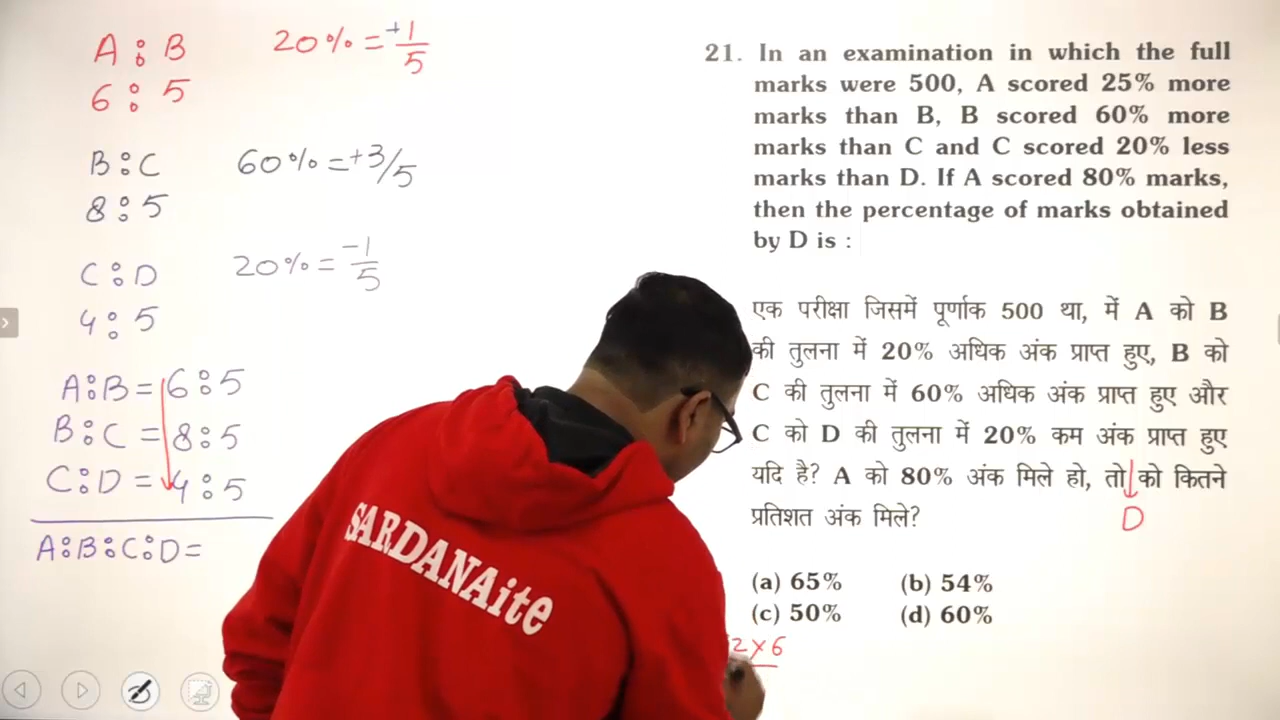 A : B
20% = +1/5
6 : 5
B : C
60% = +3/5
8 : 5
C : D
20% = -1/5
4 : 5
A : B = 6 : 5
B : C = 8 : 5
C : D = 4 : 5
A : B : C : D =
SARDANAite
21. In an examination in which the full
marks were 500, A scored 25% more
marks than B, B scored 60% more
marks than C and C scored 20% less
marks than D. If A scored 80% marks,
then the percentage of marks obtained
by D is :
एक परीक्षा जिसमें पूर्णाक 500 था, में A को B
की तुलना में 20% अधिक अंक प्राप्त हुए, B को
C की तुलना में 60% अधिक अंक प्राप्त हुए और
C को D की तुलना में 20% कम अंक प्राप्त हुए
यदि है? A को 80% अंक मिले हो, तो को कितने
D
प्रतिशत अंक मिले?
(a) 65% (b) 54%
(c) 50% (d) 60%
2 × 6